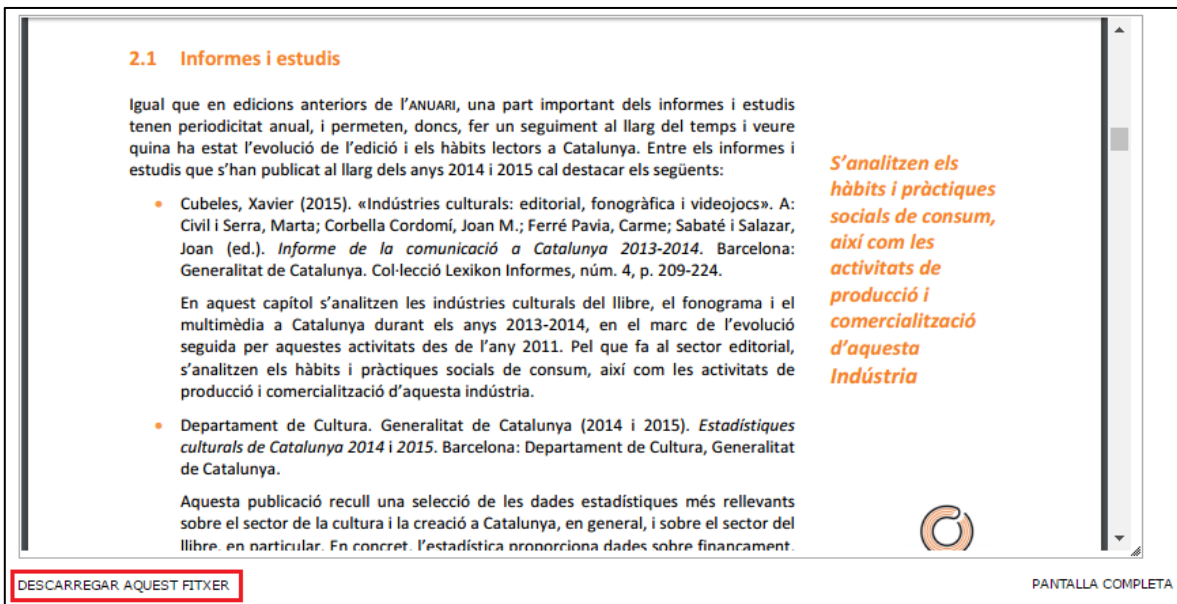 2.1 Informes i estudis
Igual que en edicions anteriors de l’ANUARI, una part important dels informes i estudis
tenen periodicitat anual, i permeten, doncs, fer un seguiment al llarg del temps i veure
quina ha estat l’evolució de l’edició i els hàbits lectors a Catalunya. Entre els informes i
estudis que s’han publicat al llarg dels anys 2014 i 2015 cal destacar els següents:
• Cubeles, Xavier (2015). «Indústries culturals: editorial, fonogràfica i videojocs». A:
Civil i Serra, Marta; Corbella Cordomí, Joan M.; Ferré Pavia, Carme; Sabaté i Salazar,
Joan (ed.). Informe de la comunicació a Catalunya 2013-2014. Barcelona:
Generalitat de Catalunya. Col·lecció Lexikon Informes, núm. 4, p. 209-224.
En aquest capítol s’analitzen les indústries culturals del llibre, el fonograma i el
multimèdia a Catalunya durant els anys 2013-2014, en el marc de l’evolució
seguida per aquestes activitats des de l’any 2011. Pel que fa al sector editorial,
s’analitzen els hàbits i pràctiques socials de consum, així com les activitats de
producció i comercialització d’aquesta indústria.
• Departament de Cultura. Generalitat de Catalunya (2014 i 2015). Estadístiques
culturals de Catalunya 2014 i 2015. Barcelona: Departament de Cultura, Generalitat
de Catalunya.
Aquesta publicació recull una selecció de les dades estadístiques més rellevants
sobre el sector de la cultura i la creació a Catalunya, en general, i sobre el sector del
llibre, en particular. En concret, l’estadística proporciona dades sobre finançament,
S’analitzen els
hàbits i pràctiques
socials de consum,
així com les
activitats de
producció i
comercialització
d’aquesta
Indústria
DESCARREGAR AQUEST FITXER
PANTALLA COMPLETA